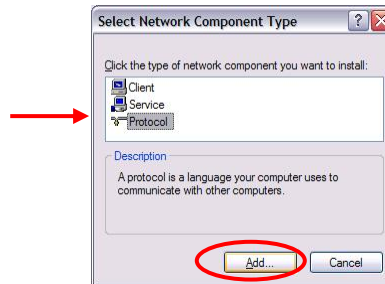 Select Network Component Type
Click the type of network component you want to install:
Client
Service
Protocol
Description
A protocol is a language your computer uses to
communicate with other computers.
Add... Cancel